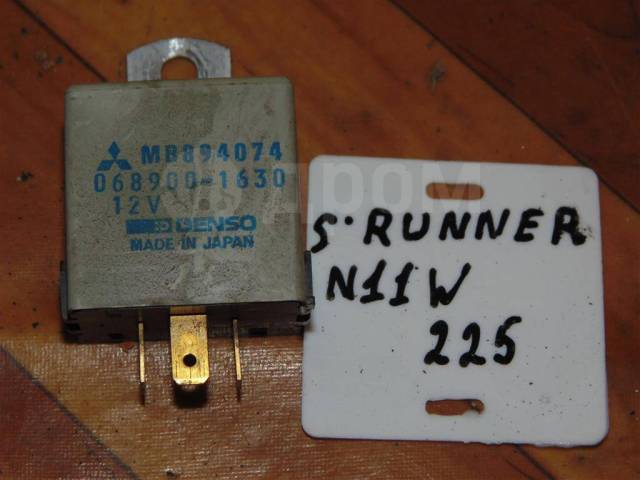 MB894074
068900-1630
12V
DENSO
MADE IN JAPAN
S·RUNNER
N11W
225